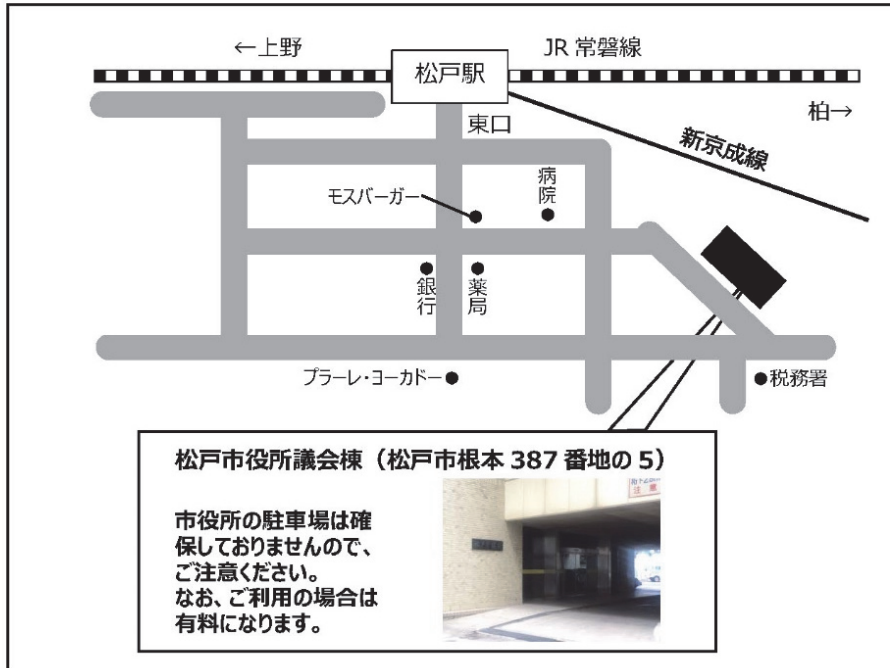 ←上野
JR 常磐線
松戸駅
柏→
東口
新京成線
病院
モスバーガー
銀行
薬局
プラーレ・ヨーカドー
税務署
松戸市役所議会棟（松戸市根本 387 番地の 5）
市役所の駐車場は確
保しておりませんので、
ご注意ください。
なお、ご利用の場合は
有料になります。
注意